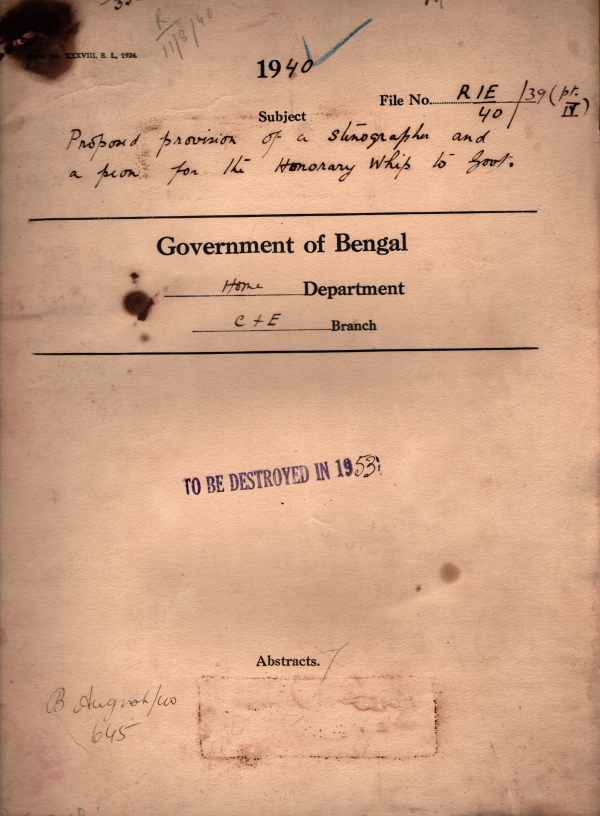 R
11/8/40
XXXVIII, S. L., 1924.
1940
File No. R1E/40/39 (pt. IV)
Subject
Proposed provision of a stenographer and
a peon for the Honorary Whip to Govt.
Government of Bengal
Home Department
C+E Branch
TO BE DESTROYED IN 1953
Abstracts.
B August/40
645